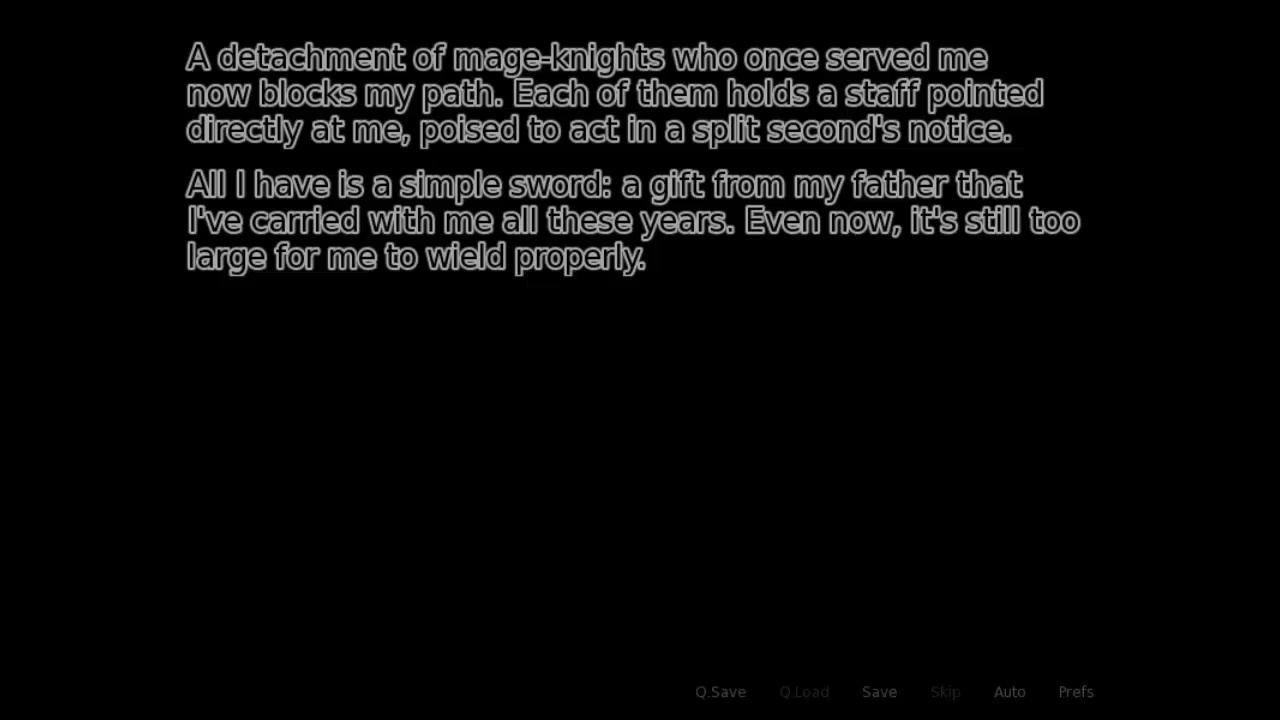 A detachment of mage-knights who once served me
now blocks my path. Each of them holds a staff pointed
directly at me, poised to act in a split second's notice.
All I have is a simple sword: a gift from my father that
I've carried with me all these years. Even now, it's still too
large for me to wield properly.
Q.Save Q.Load Save Skip Auto Prefs